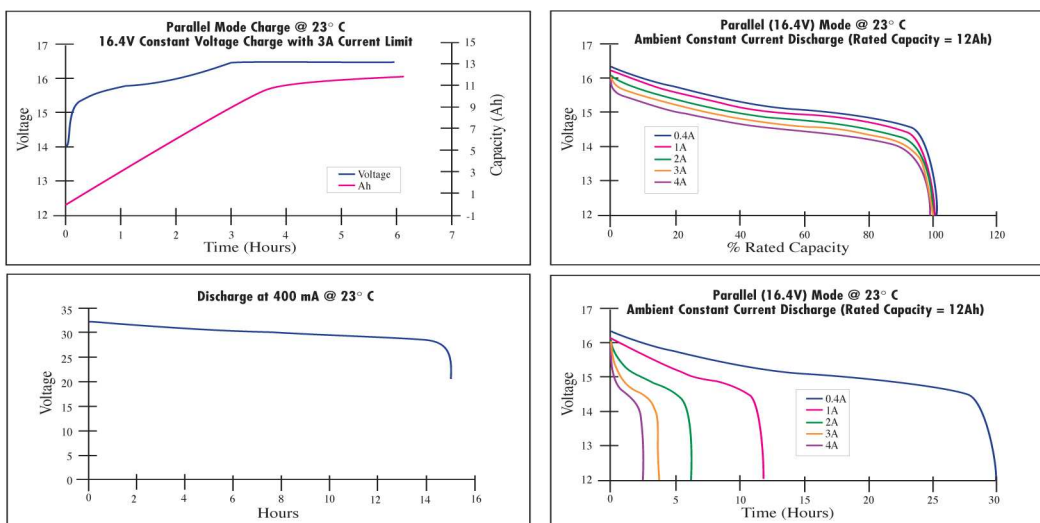 Parallel Mode Charge @ 23° C
16.4V Constant Voltage Charge with 3A Current Limit
17
16
15
14
13
12
Voltage
15
13
11
9
7
5
3
1
-1
Capacity (Ah)
Voltage
Ah
0
1
2
3
4
5
6
7
Time (Hours)
Parallel (16.4V) Mode @ 23° C
Ambient Constant Current Discharge (Rated Capacity = 12Ah)
17
16
15
14
13
12
Voltage
0.4A
1A
2A
3A
4A
0
20
40
60
80
100
120
% Rated Capacity
Discharge at 400 mA @ 23° C
35
30
25
20
15
10
5
0
Voltage
0
2
4
6
8
10
12
14
16
Hours
Parallel (16.4V) Mode @ 23° C
Ambient Constant Current Discharge (Rated Capacity = 12Ah)
17
16
15
14
13
12
Voltage
0.4A
1A
2A
3A
4A
0
5
10
15
20
25
30
Time (Hours)